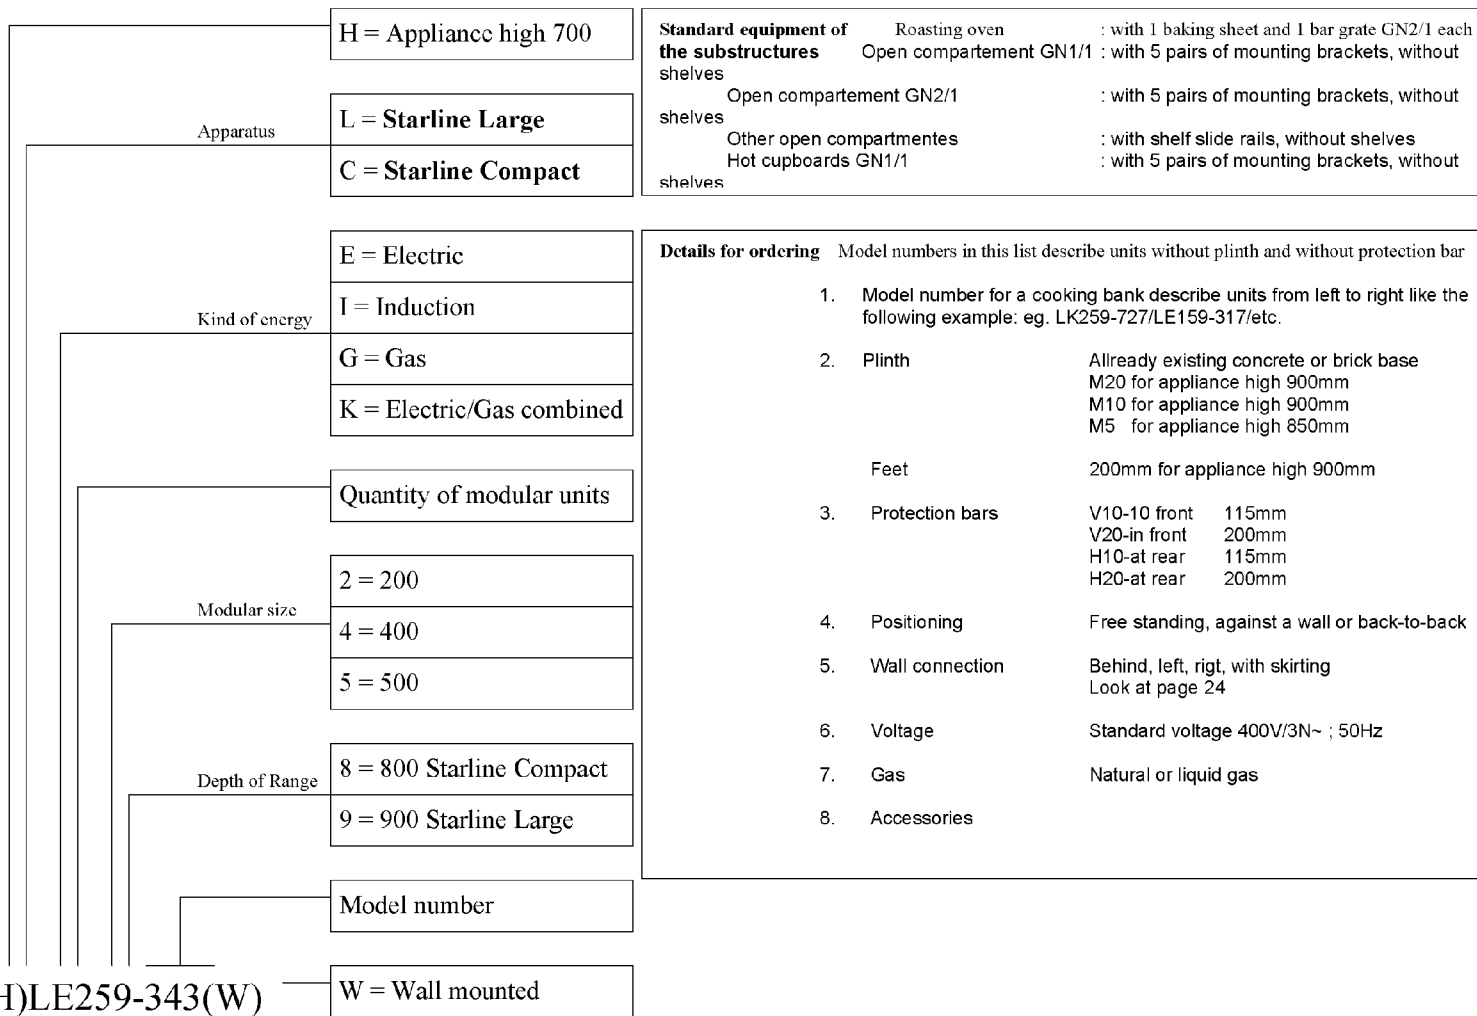 H = Appliance high 700
Apparatus
L = Starline Large
C = Starline Compact
Kind of energy
E = Electric
I = Induction
G = Gas
K = Electric/Gas combined
Quantity of modular units
Modular size
2 = 200
4 = 400
5 = 500
Depth of Range
8 = 800 Starline Compact
9 = 900 Starline Large
Model number
W = Wall mounted
H)LE259-343(W)
Standard equipment of Roasting oven : with 1 baking sheet and 1 bar grate GN2/1 each
the substructures Open compartement GN1/1 : with 5 pairs of mounting brackets, without
shelves
Open compartement GN2/1 : with 5 pairs of mounting brackets, without
shelves
Other open compartmentes : with shelf slide rails, without shelves
Hot cupboards GN1/1 : with 5 pairs of mounting brackets, without
shelves
Details for ordering Model numbers in this list describe units without plinth and without protection bar
1. Model number for a cooking bank describe units from left to right like the
following example: eg. LK259-727/LE159-317/etc.
2. Plinth Allready existing concrete or brick base
M20 for appliance high 900mm
M10 for appliance high 900mm
M5 for appliance high 850mm
Feet 200mm for appliance high 900mm
3. Protection bars V10-10 front 115mm
V20-in front 200mm
H10-at rear 115mm
H20-at rear 200mm
4. Positioning Free standing, against a wall or back-to-back
5. Wall connection Behind, left, rigt, with skirting
Look at page 24
6. Voltage Standard voltage 400V/3N~ ; 50Hz
7. Gas Natural or liquid gas
8. Accessories